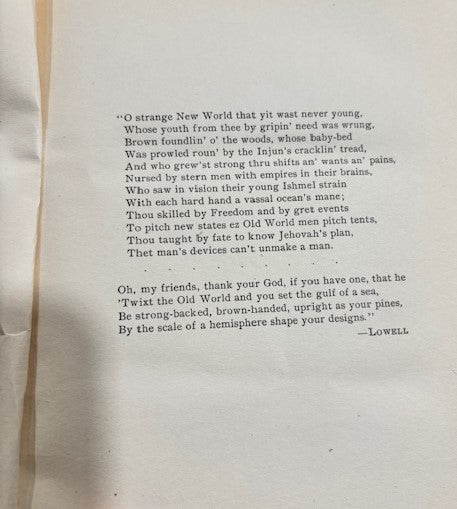 "O strange New World that yit wast never young,
Whose youth from thee by gripin' need was wrung,
Brown foundlin' o' the woods, whose baby-bed
Was prowled roun' by the Injun's cracklin' tread,
And who grew'st strong thru shifts an' wants an' pains,
Nursed by stern men with empires in their brains,
Who saw in vision their young Ishmel strain
With each hard hand a vassal ocean's mane;
Thou skilled by Freedom and by gret events
To pitch new states ez Old World men pitch tents,
Thou taught by fate to know Jehovah's plan,
Thet man's devices can't unmake a man.
. . . . . . . . . .
Oh, my friends, thank your God, if you have one, that he
'Twixt the Old World and you set the gulf of a sea,
Be strong-backed, brown-handed, upright as your pines,
By the scale of a hemisphere shape your designs."
—LOWELL